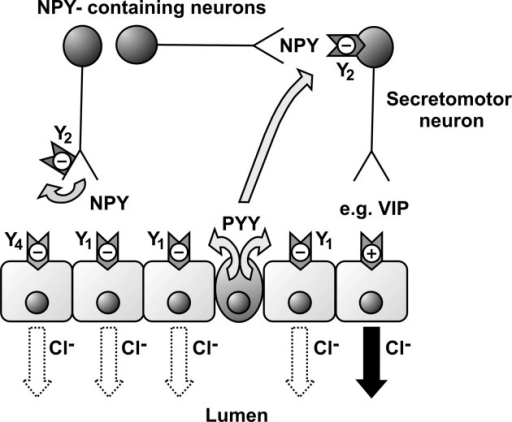 NPY- containing neurons
NPY
Y2
Secretomotor
neuron
Y2
NPY
e.g. VIP
PYY
Y4
Y1
Y1
Y1
Cl-
Cl-
Cl-
Cl-
Cl-
Lumen